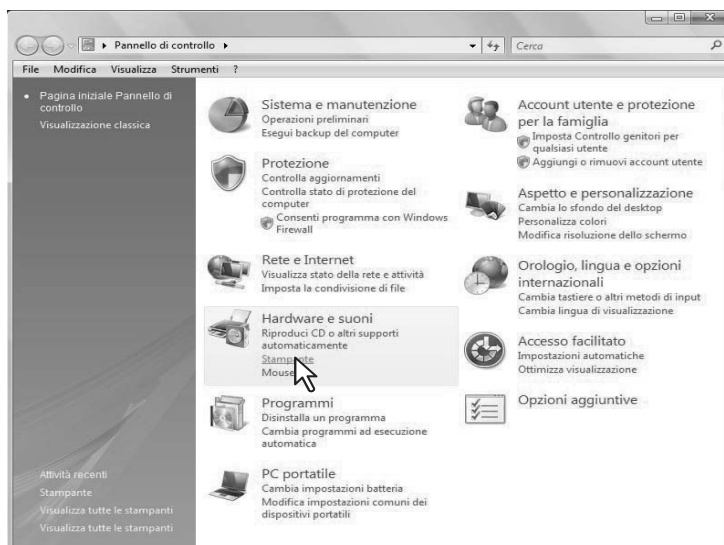 Pannello di controllo
Cerca
File Modifica Visualizza Strumenti ?
Pagina iniziale Pannello di
controllo
Visualizzazione classica
Attività recenti
Stampante
Visualizza tutte le stampanti
Visualizza tutte le stampanti
Sistema e manutenzione
Operazioni preliminari
Esegui backup del computer
Protezione
Controlla aggiornamenti
Controlla stato di protezione del
computer
Consenti programma con Windows
Firewall
Rete e Internet
Visualizza stato della rete e attività
Imposta la condivisione di file
Hardware e suoni
Riproduci CD o altri supporti
automaticamente
Stampante
Mouse
Programmi
Disinstalla un programma
Cambia programmi ad esecuzione
automatica
PC portatile
Cambia impostazioni batteria
Modifica impostazioni comuni dei
dispositivi portatili
Account utente e protezione
per la famiglia
Imposta Controllo genitori per
qualsiasi utente
Aggiungi o rimuovi account utente
Aspetto e personalizzazione
Cambia lo sfondo del desktop
Personalizza colori
Modifica risoluzione dello schermo
Orologio, lingua e opzioni
internazionali
Cambia tastiere o altri metodi di input
Cambia lingua di visualizzazione
Accesso facilitato
Impostazioni automatiche
Ottimizza visualizzazione
Opzioni aggiuntive